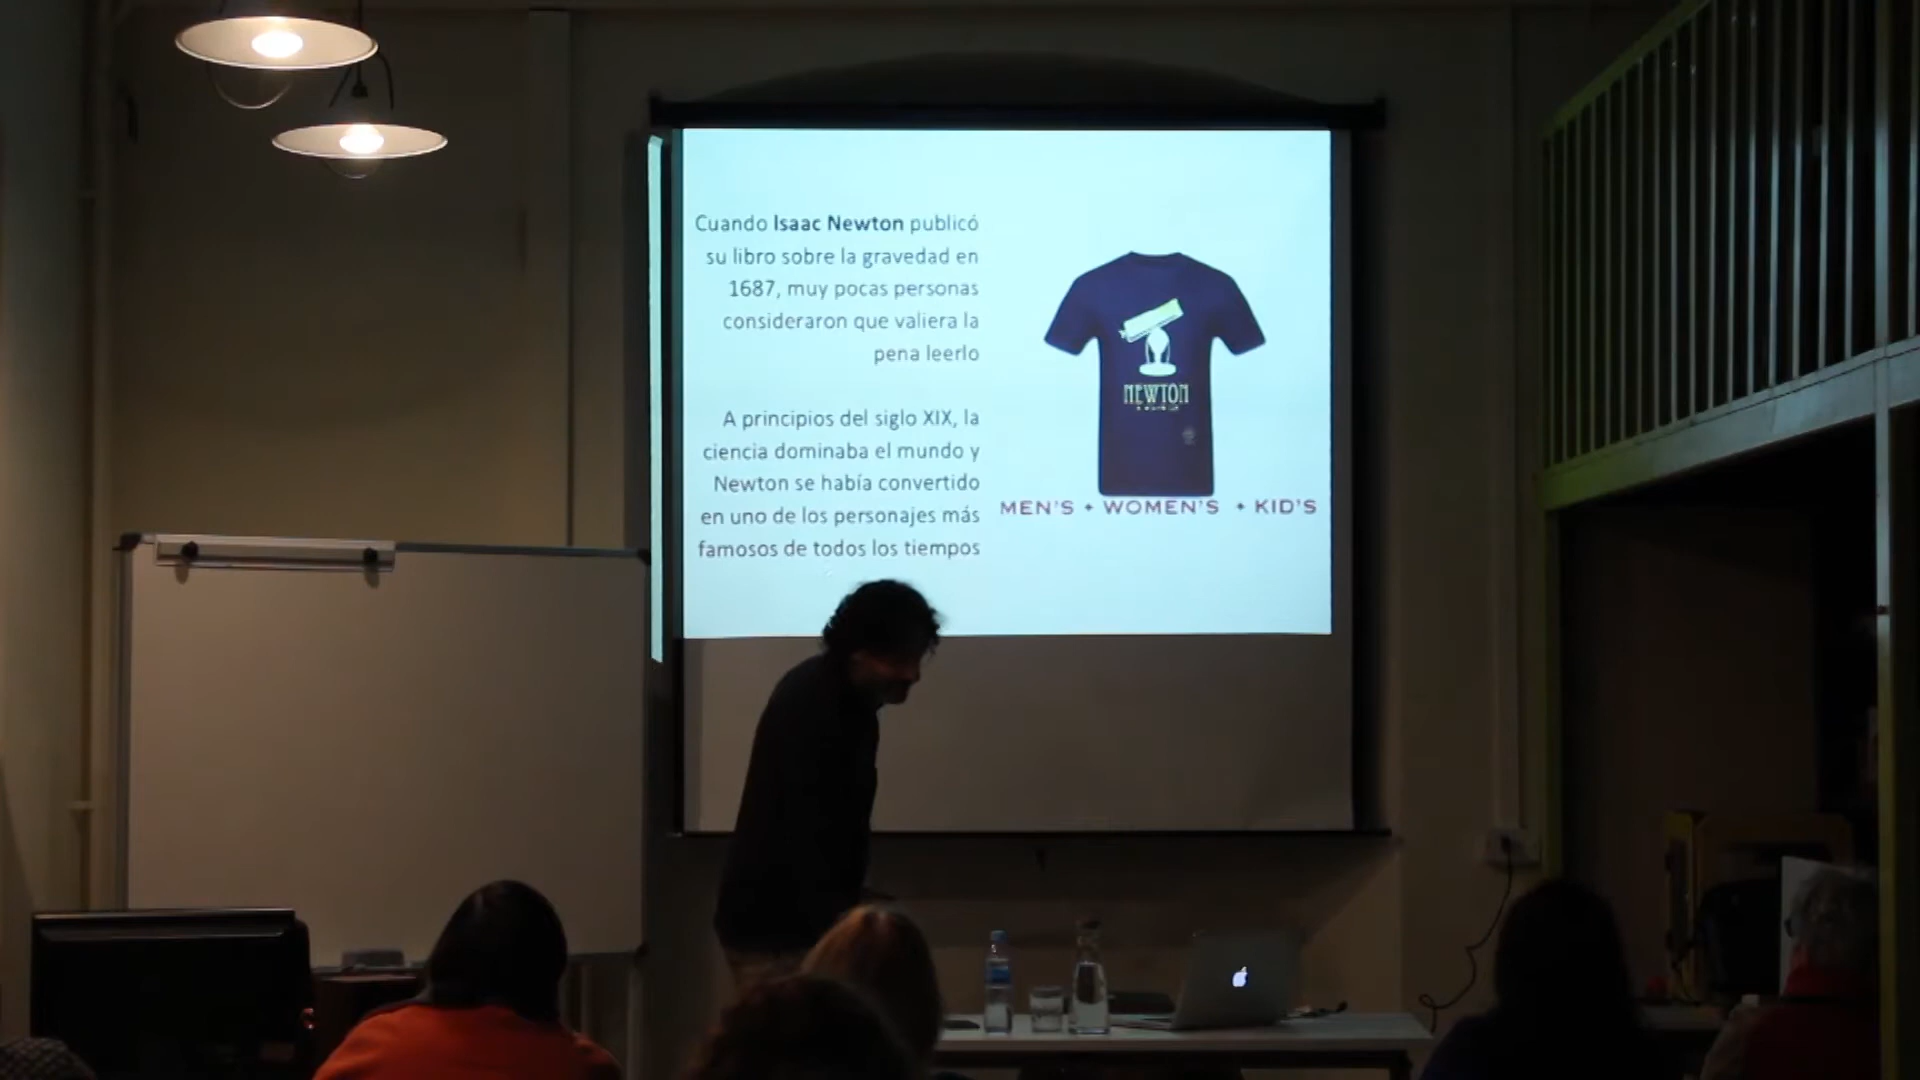 Cuando Isaac Newton publicó
su libro sobre la gravedad en
1687, muy pocas personas
consideraron que valiera la
pena leerlo
A principios del siglo XIX, la
ciencia dominaba el mundo y
Newton se había convertido
en uno de los personajes más
famosos de todos los tiempos
NEWTON
MEN'S + WOMEN'S + KID'S